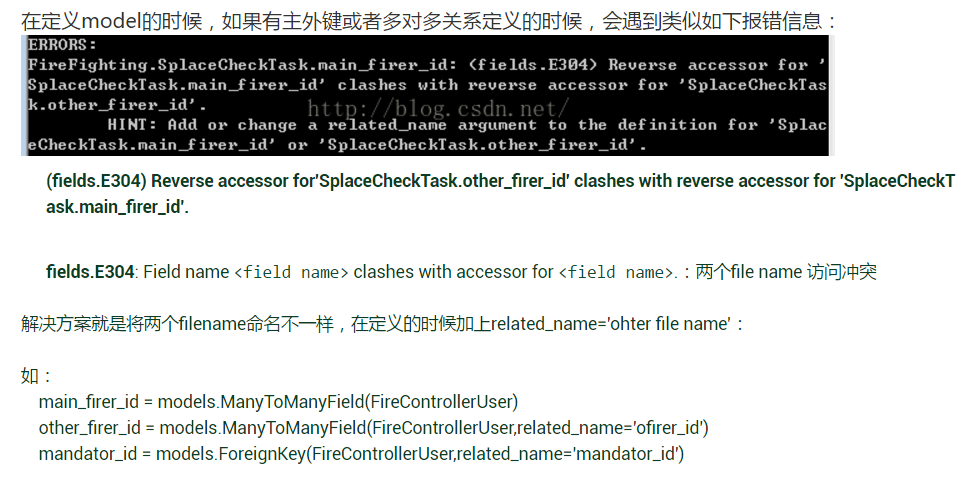 在定义model的时候，如果有主外键或者多对多关系定义的时候，会遇到类似如下报错信息：
ERRORS:
FireFighting.SplaceCheckTask.main_firer_id: (fields.E304) Reverse accessor for '
SplaceCheckTask.main_firer_id' clashes with reverse accessor for 'SplaceCheckTas
k.other_firer_id'.
http://blog.csdn.net/
HINT: Add or change a related_name argument to the definition for 'Splac
eCheckTask.main_firer_id' or 'SplaceCheckTask.other_firer_id'.
(fields.E304) Reverse accessor for'SplaceCheckTask.other_firer_id' clashes with reverse accessor for 'SplaceCheckT
ask.main_firer_id'.
fields.E304: Field name <field name> clashes with accessor for <field name>.：两个file name 访问冲突
解决方案就是将两个filename命名不一样，在定义的时候加上related_name='ohter file name'：
如：
main_firer_id = models.ManyToManyField(FireControllerUser)
other_firer_id = models.ManyToManyField(FireControllerUser,related_name='ofirer_id')
mandator_id = models.ForeignKey(FireControllerUser,related_name='mandator_id')